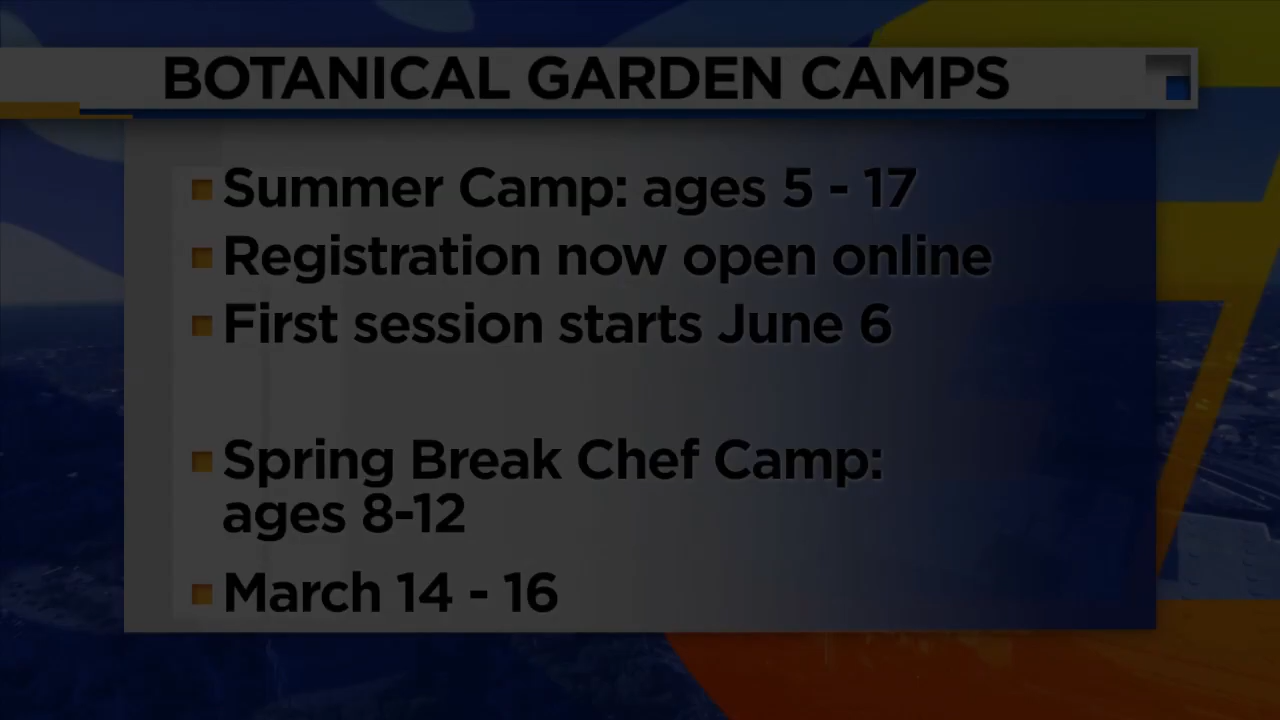 BOTANICAL GARDEN CAMPS
Summer Camp: ages 5 - 17
Registration now open online
First session starts June 6
Spring Break Chef Camp:
ages 8-12
March 14 - 16